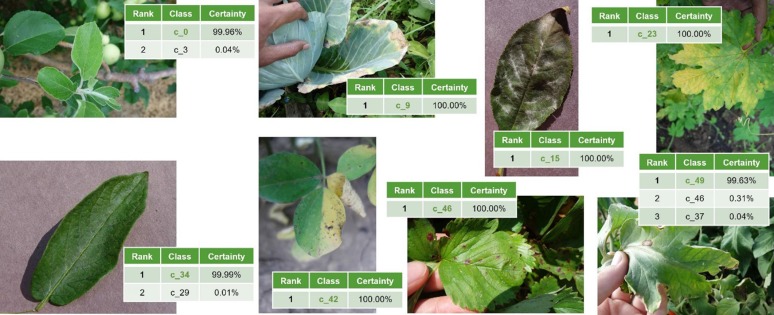 Rank Class Certainty
1 c_0 99.96%
2 c_3 0.04%
Rank Class Certainty
1 c_9 100.00%
Rank Class Certainty
1 c_15 100.00%
Rank Class Certainty
1 c_23 100.00%
Rank Class Certainty
1 c_34 99.99%
2 c_29 0.01%
Rank Class Certainty
1 c_42 100.00%
Rank Class Certainty
1 c_46 100.00%
Rank Class Certainty
1 c_49 99.63%
2 c_46 0.31%
3 c_37 0.04%